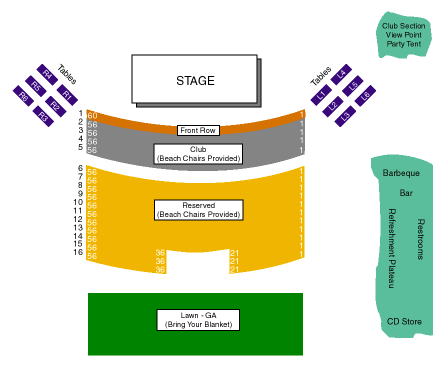 Club Section
View Point
Party Tent
Tables
R4
R5
R1
R6
R2
R3
STAGE
Tables
L4
L1
L5
L2
L6
L3
1 60 1
2 56 1
3 56 1
4 56 1
5 56 1
Front Row
Club
(Beach Chairs Provided)
6 56 1
7 56 1
8 56 1
9 56 1
10 56 1
11 56 1
12 56 1
13 56 1
14 56 36 21 1
15 56 36 21 1
16 56 36 21 1
Reserved
(Beach Chairs Provided)
Lawn - GA
(Bring Your Blanket)
Barbeque
Bar
Refreshment Plateau
Restrooms
CD Store